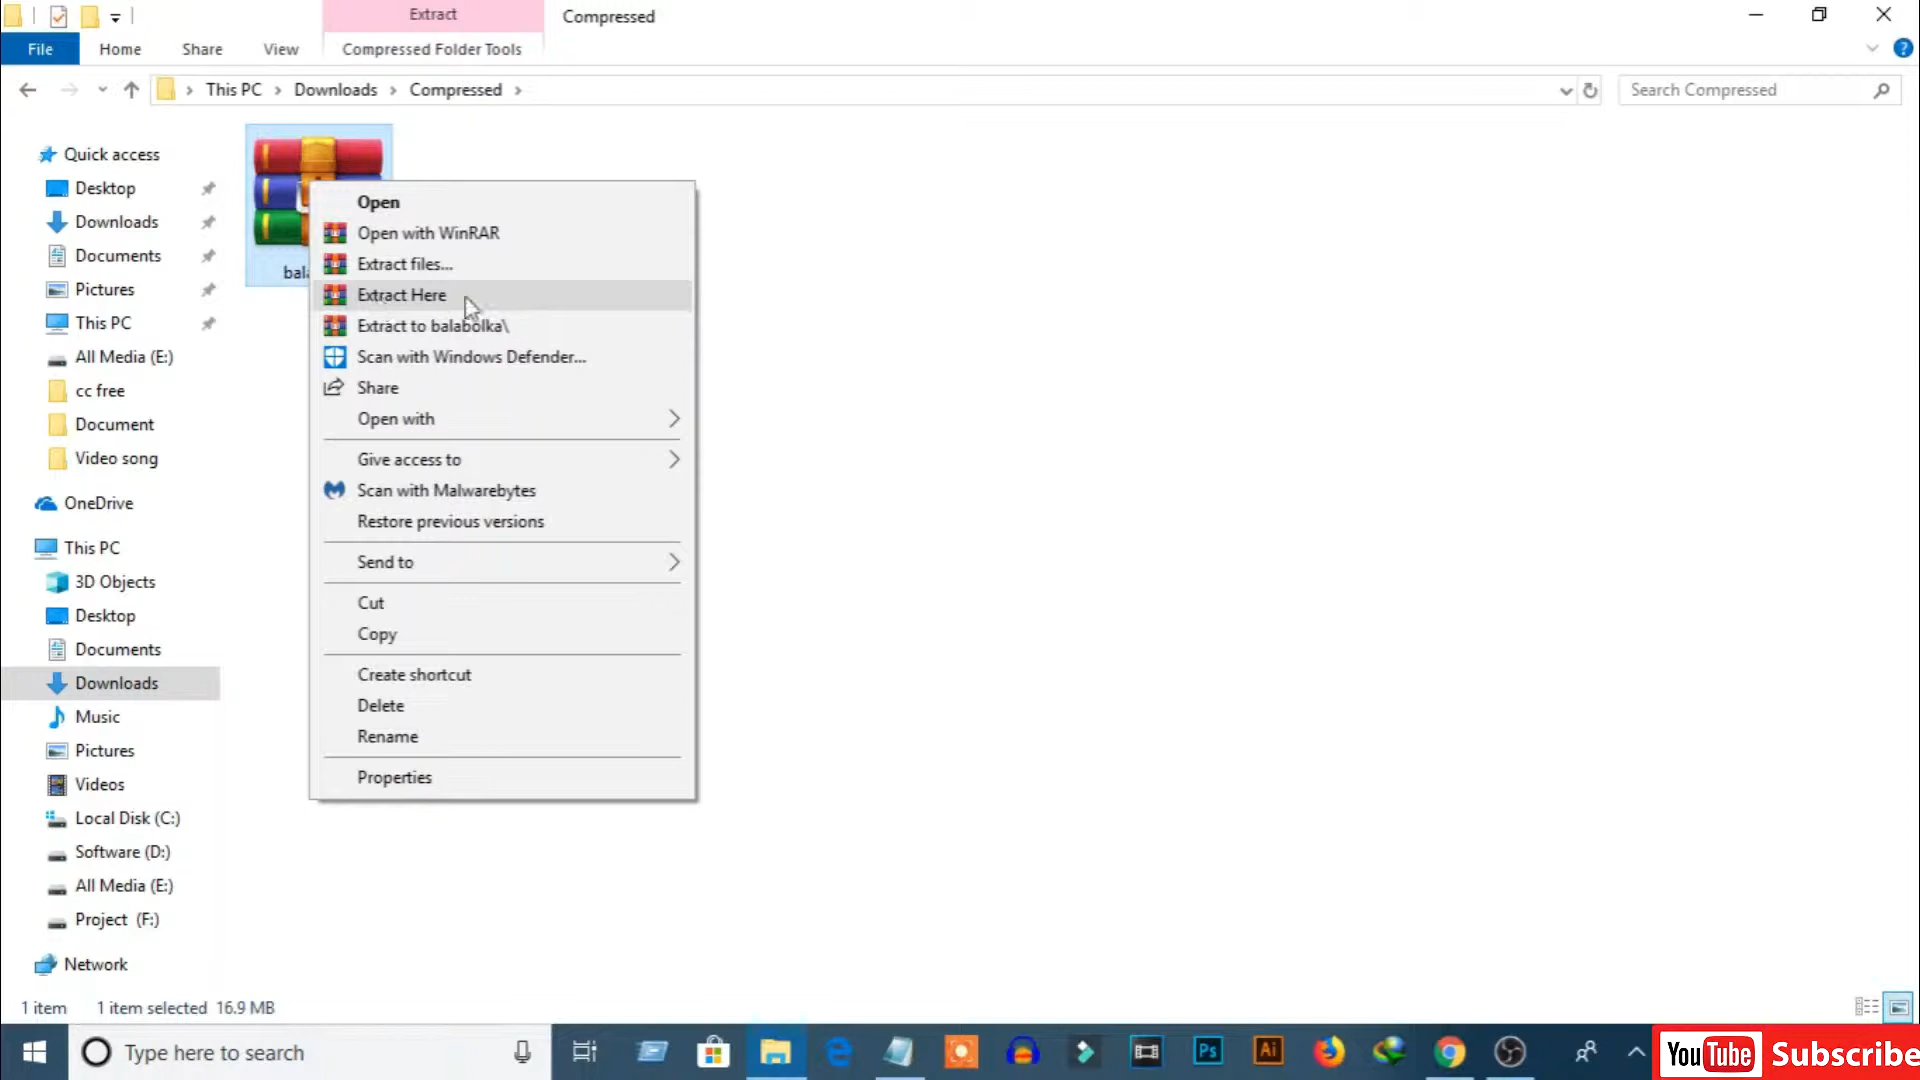 Extract
Compressed
File
Home
Share
View
Compressed Folder Tools
This PC
Downloads
Compressed
Search Compressed
Quick access
Desktop
Downloads
Documents
Pictures
This PC
All Media (E:)
cc free
Document
Video song
OneDrive
This PC
3D Objects
Desktop
Documents
Downloads
Music
Pictures
Videos
Local Disk (C:)
Software (D:)
All Media (E:)
Project (F:)
Network
Open
Open with WinRAR
Extract files...
Extract Here
Extract to balabolka\
Scan with Windows Defender...
Share
Open with
Give access to
Scan with Malwarebytes
Restore previous versions
Send to
Cut
Copy
Create shortcut
Delete
Rename
Properties
1 item 1 item selected 16.9 MB
Type here to search
Ps
Ai
YouTube Subscribe